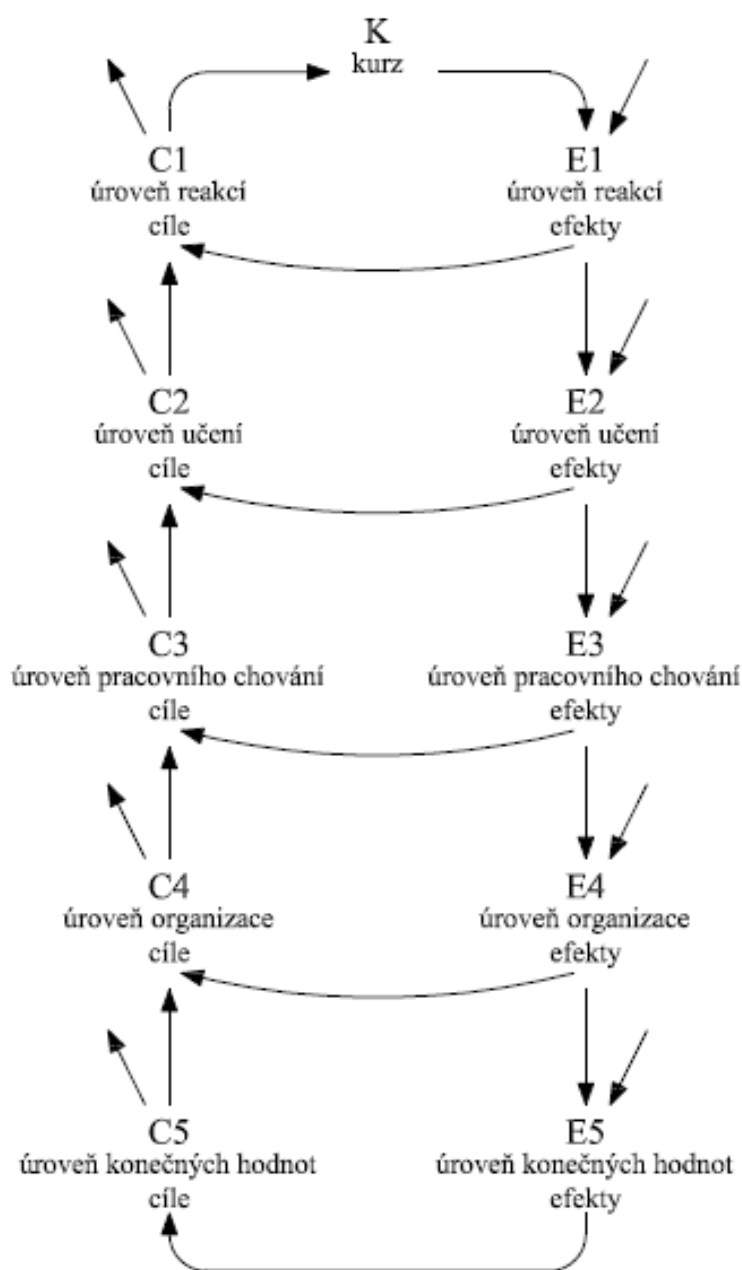 K
kurz
C1
úroveň reakcí
cíle
E1
úroveň reakcí
efekty
C2
úroveň učení
cíle
E2
úroveň učení
efekty
C3
úroveň pracovního chování
cíle
E3
úroveň pracovního chování
efekty
C4
úroveň organizace
cíle
E4
úroveň organizace
efekty
C5
úroveň konečných hodnot
cíle
E5
úroveň konečných hodnot
efekty